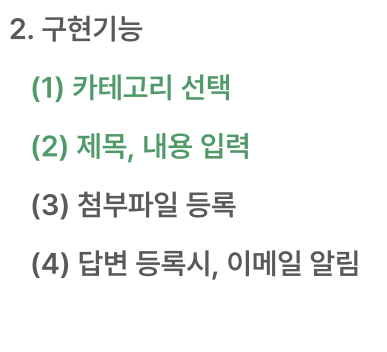 2. 구현기능
(1) 카테고리 선택
(2) 제목, 내용 입력
(3) 첨부파일 등록
(4) 답변 등록시, 이메일 알림